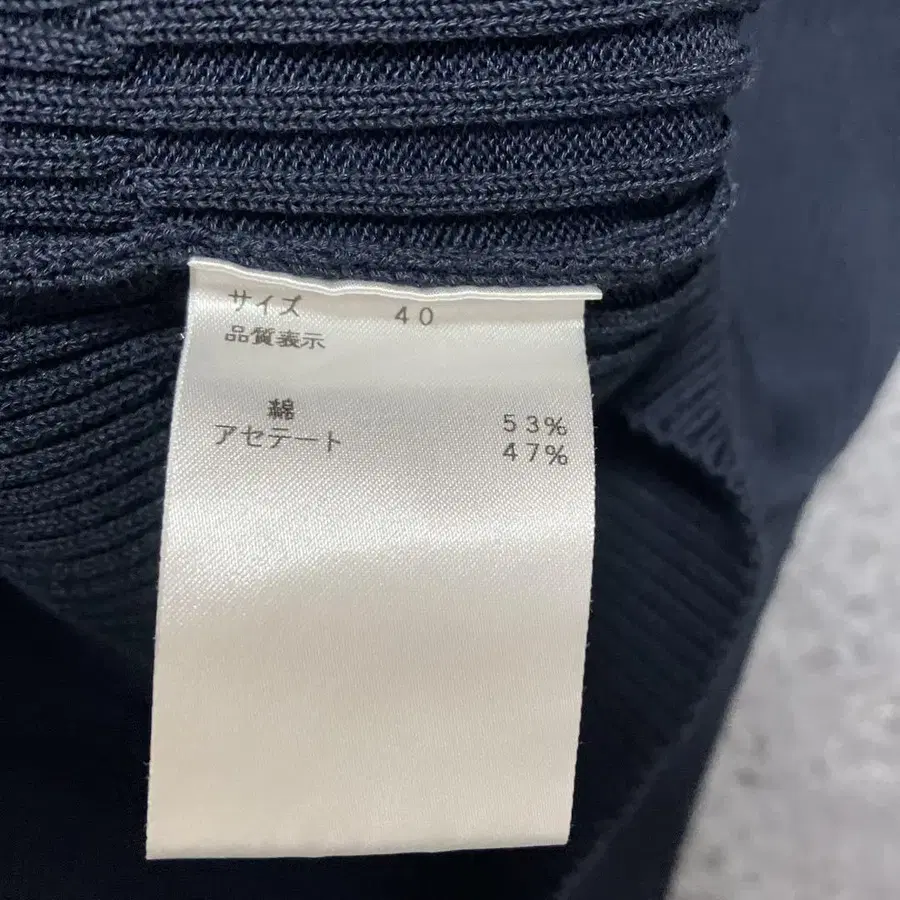 サイズ 40
品質表示
綿 53%
アセテート 47%